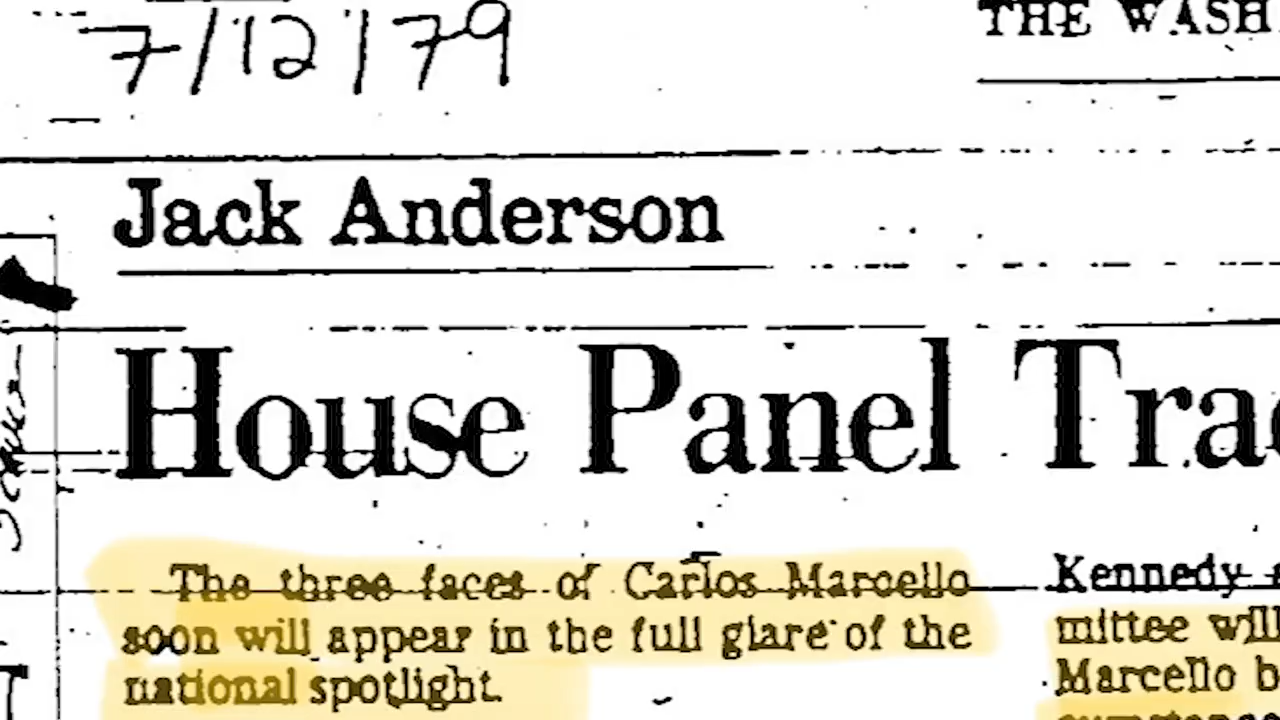 7/12/79
THE WASH
Jack Anderson
House Panel Trac
The three faces of Carlos Marcello
soon will appear in the full glare of the
national spotlight.
Kennedy
mittee will
Marcello b